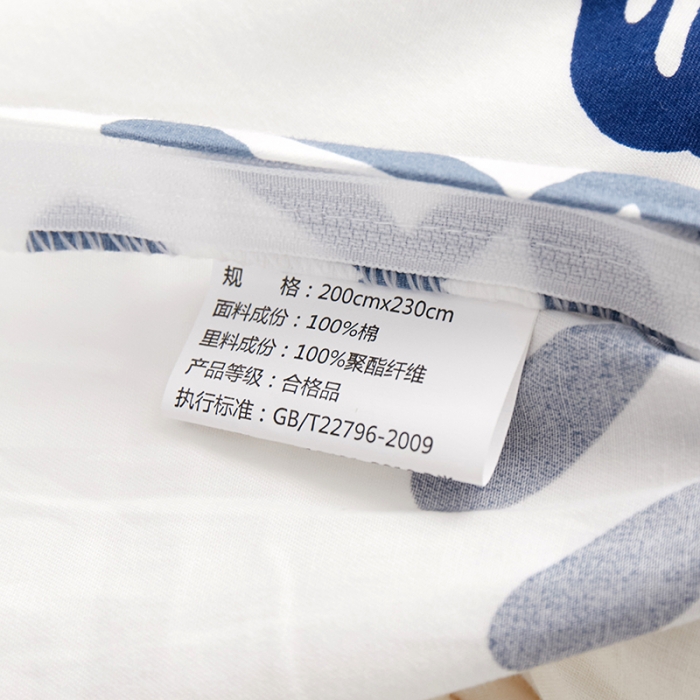 规 格：200cmx230cm
面料成份：100%棉
里料成份：100%聚酯纤维
产品等级：合格品
执行标准：GB/T22796-2009